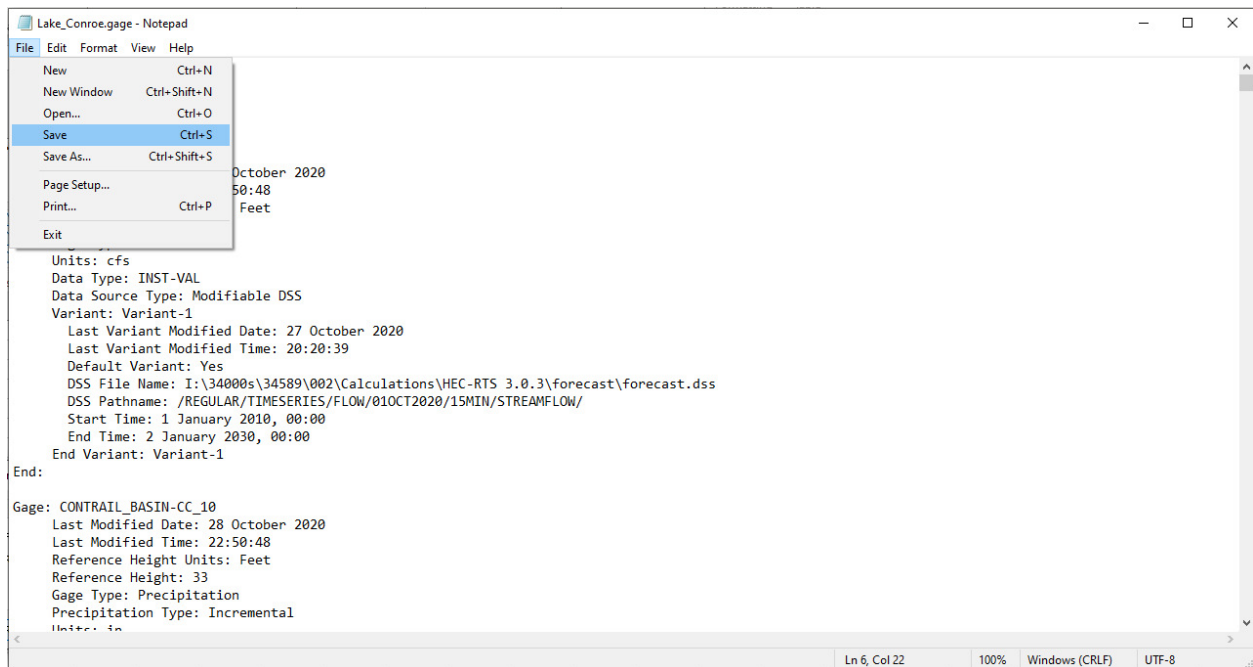 Lake_Conroe.gage - Notepad
File Edit Format View Help
New Ctrl+N
New Window Ctrl+Shift+N
Open... Ctrl+O
Save Ctrl+S
Save As... Ctrl+Shift+S
Page Setup...
Print... Ctrl+P
Exit
October 2020
50:48
Feet
Units: cfs
Data Type: INST-VAL
Data Source Type: Modifiable DSS
Variant: Variant-1
Last Variant Modified Date: 27 October 2020
Last Variant Modified Time: 20:20:39
Default Variant: Yes
DSS File Name: I:\34000s\34589\002\Calculations\HEC-RTS 3.0.3\forecast\forecast.dss
DSS Pathname: /REGULAR/TIMESERIES/FLOW/01OCT2020/15MIN/STREAMFLOW/
Start Time: 1 January 2010, 00:00
End Time: 2 January 2030, 00:00
End Variant: Variant-1
End:
Gage: CONTRAIL_BASIN-CC_10
Last Modified Date: 28 October 2020
Last Modified Time: 22:50:48
Reference Height Units: Feet
Reference Height: 33
Gage Type: Precipitation
Precipitation Type: Incremental
Units: in
Ln 6, Col 22 100% Windows (CRLF) UTF-8